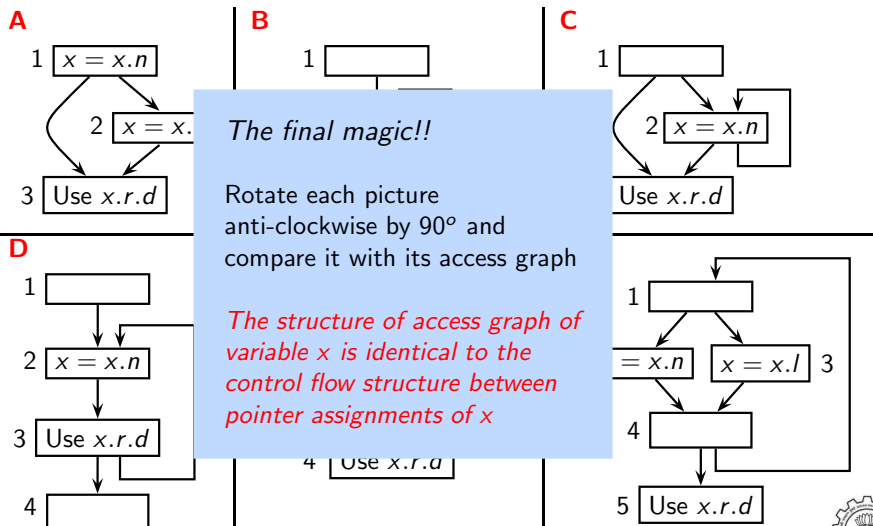 A
1 x = x.n
2 x = x.
3 Use x.r.d
B
1
C
1
2 x = x.n
Use x.r.d
The final magic!!
Rotate each picture
anti-clockwise by 90° and
compare it with its access graph
The structure of access graph of
variable x is identical to the
control flow structure between
pointer assignments of x
D
1
2 x = x.n
3 Use x.r.d
4
4 Use x.r.d
1
= x.n
x = x.l 3
4
5 Use x.r.d